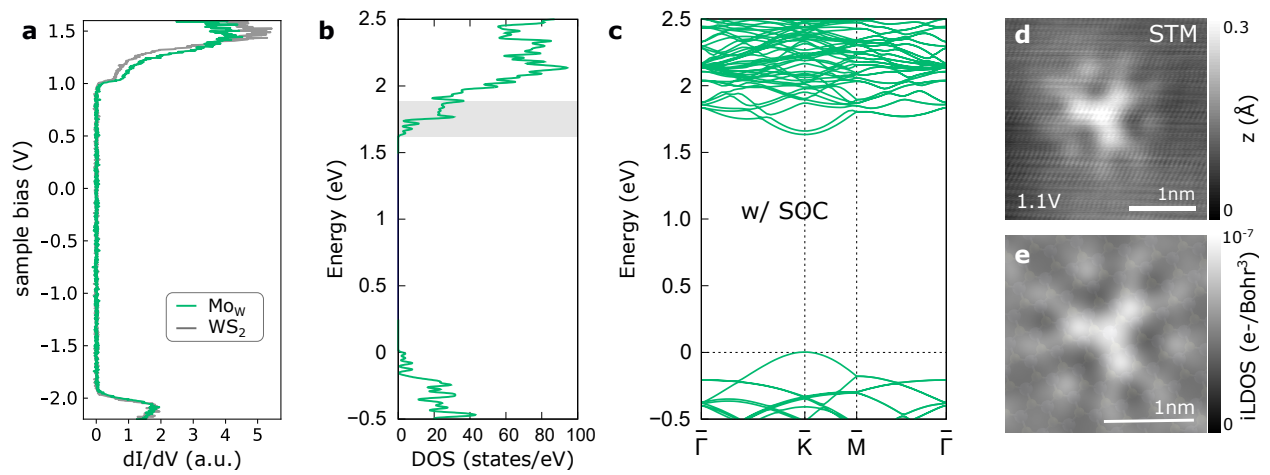 a
1.5
1.0
0.5
0.0
−0.5
−1.0
−1.5
−2.0
sample bias (V)
Mo_W
WS₂
0 1 2 3 4 5
dI/dV (a.u.)
b
2.5
2.0
1.5
1.0
0.5
0
−0.5
Energy (eV)
0 20 40 60 80 100
DOS (states/eV)
c
2.5
2
1.5
1.0
0.5
0
−0.5
Energy (eV)
w/ SOC
Γ̅ K̅ M̅ Γ̅
d
STM
1.1V
1nm
0.3
z (Å)
0
e
1nm
10⁻⁷
iLDOS (e-/Bohr³)
0